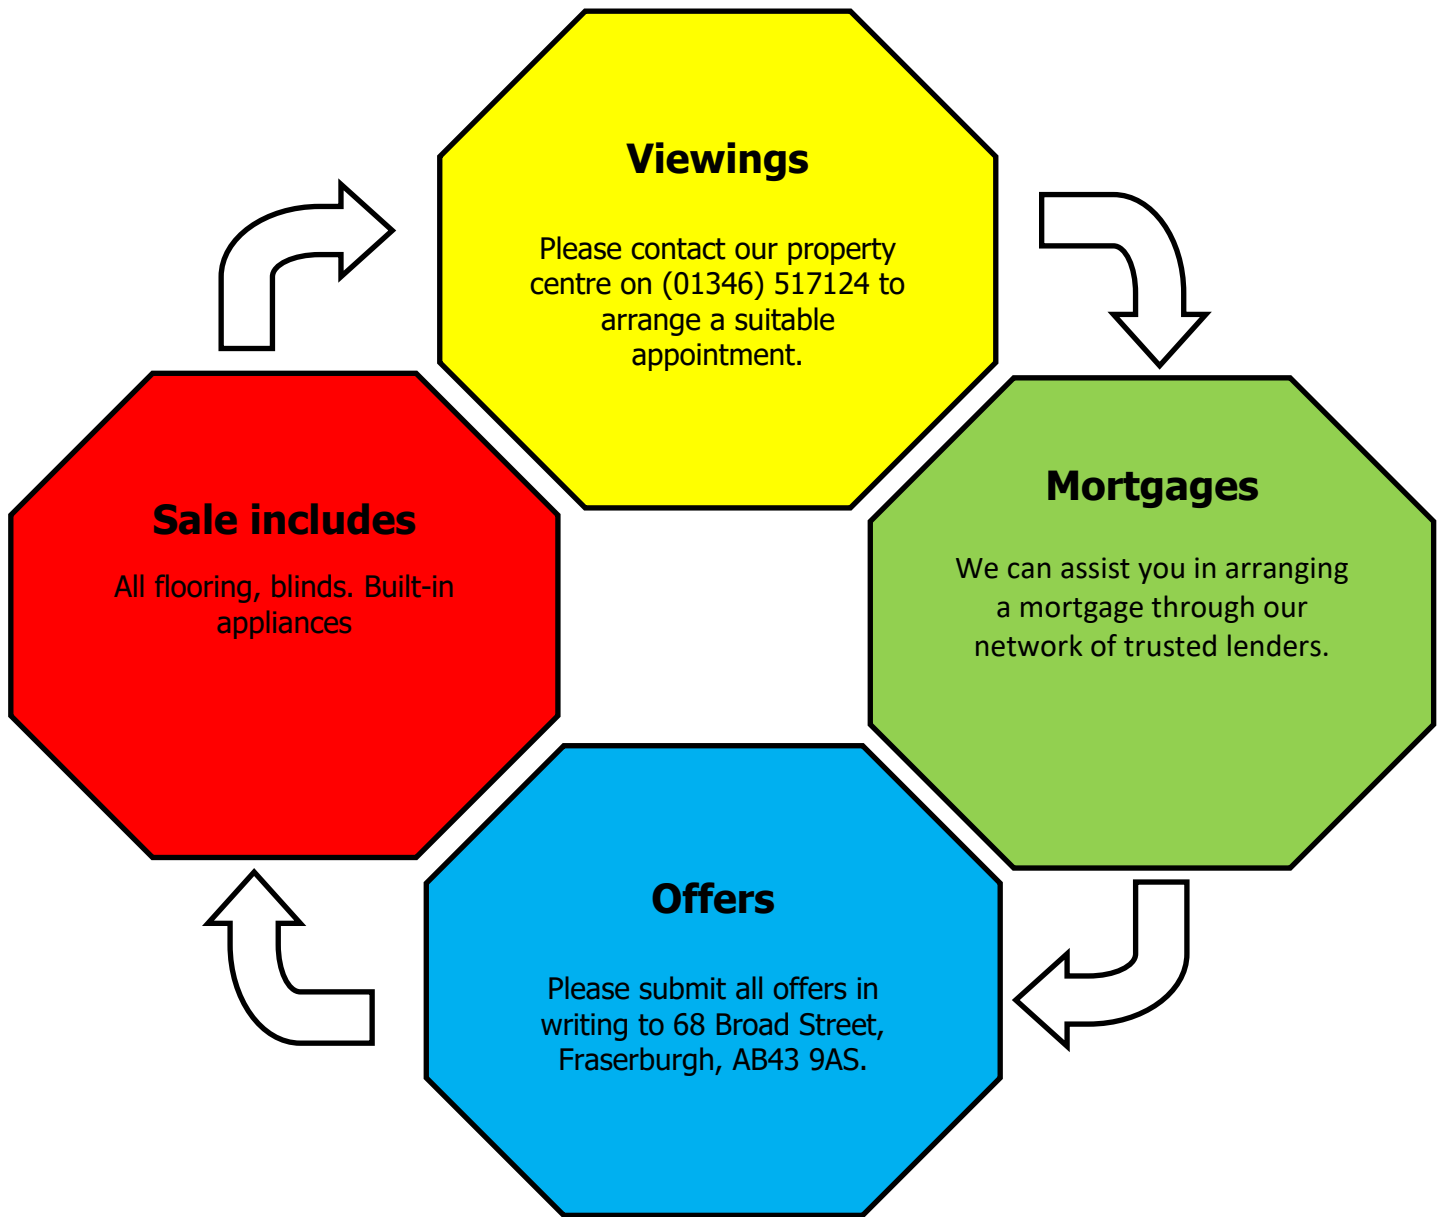 Viewings
Please contact our property
centre on (01346) 517124 to
arrange a suitable
appointment.
Mortgages
We can assist you in arranging
a mortgage through our
network of trusted lenders.
Sale includes
All flooring, blinds. Built-in
appliances
Offers
Please submit all offers in
writing to 68 Broad Street,
Fraserburgh, AB43 9AS.